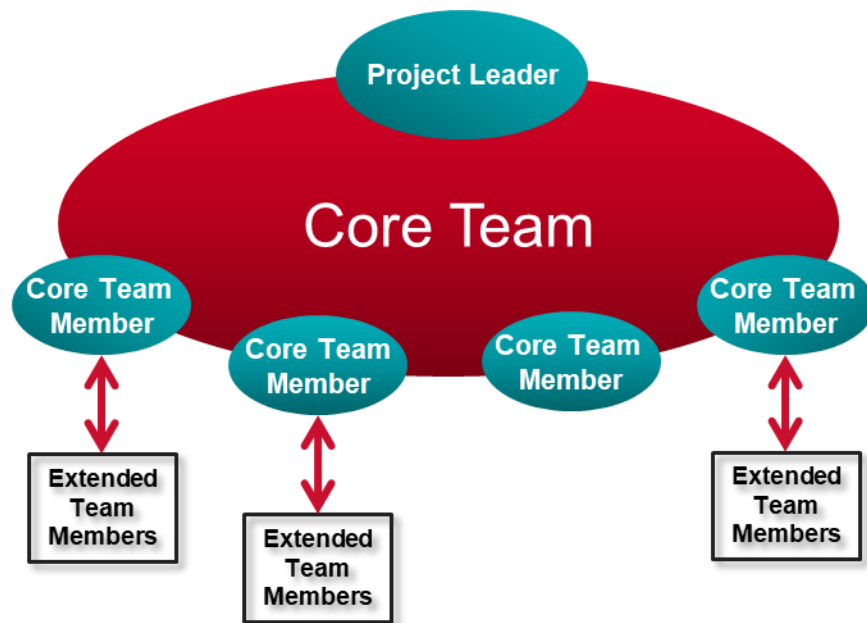 Project Leader
Core Team
Core Team
Member
Core Team
Member
Core Team
Member
Core Team
Member
Extended
Team
Members
Extended
Team
Members
Extended
Team
Members